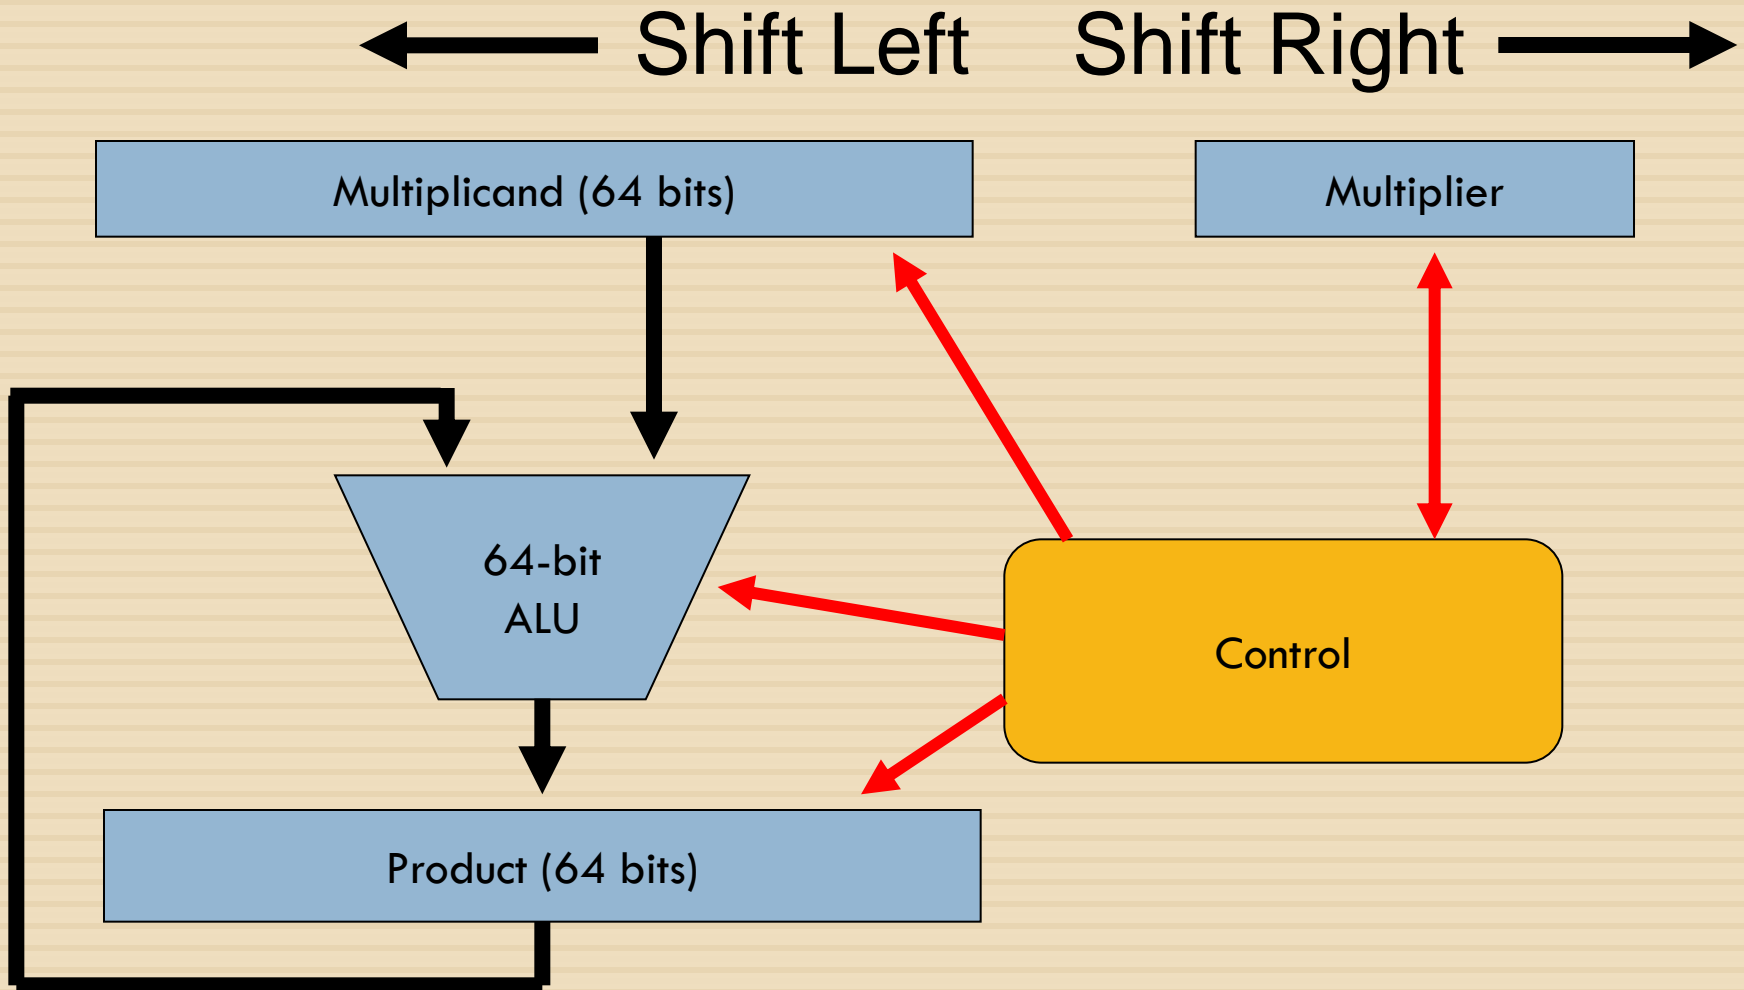 Shift Left Shift Right
Multiplicand (64 bits)
Multiplier
64-bit
ALU
Control
Product (64 bits)